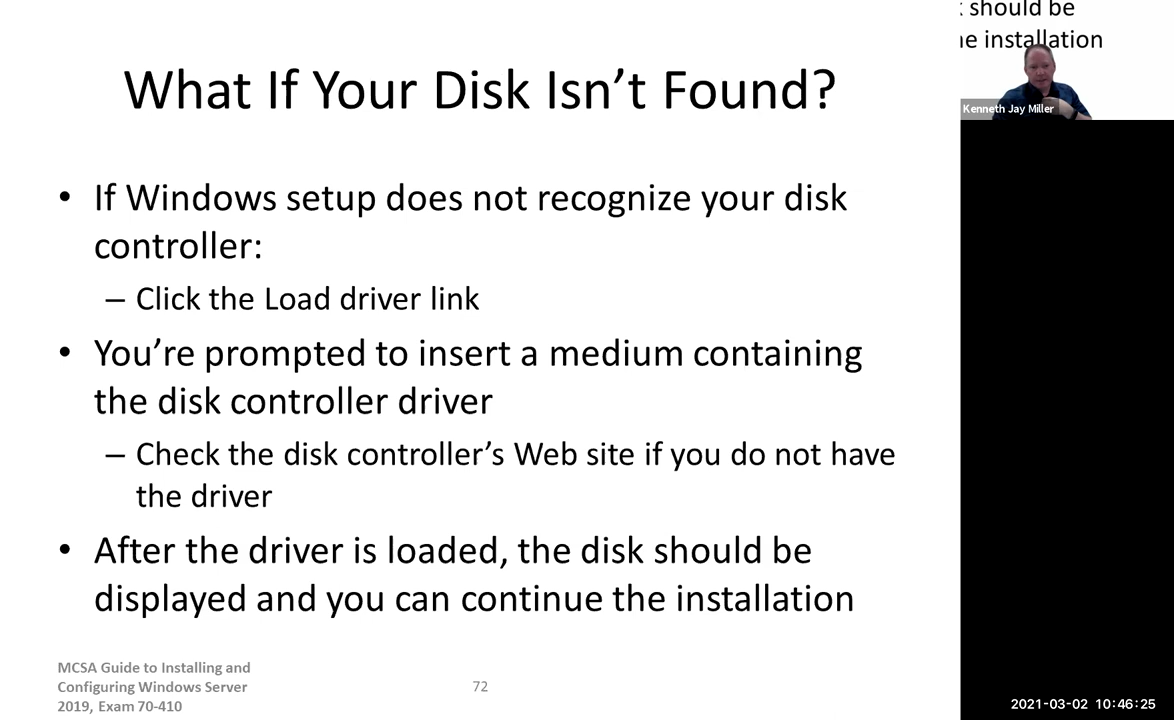 What If Your Disk Isn’t Found?
• If Windows setup does not recognize your disk
controller:
– Click the Load driver link
• You’re prompted to insert a medium containing
the disk controller driver
– Check the disk controller’s Web site if you do not have
the driver
• After the driver is loaded, the disk should be
displayed and you can continue the installation
MCSA Guide to Installing and
Configuring Windows Server
2019, Exam 70-410
72
should be
installation
Kenneth Jay Miller
2021-03-02 10:46:25